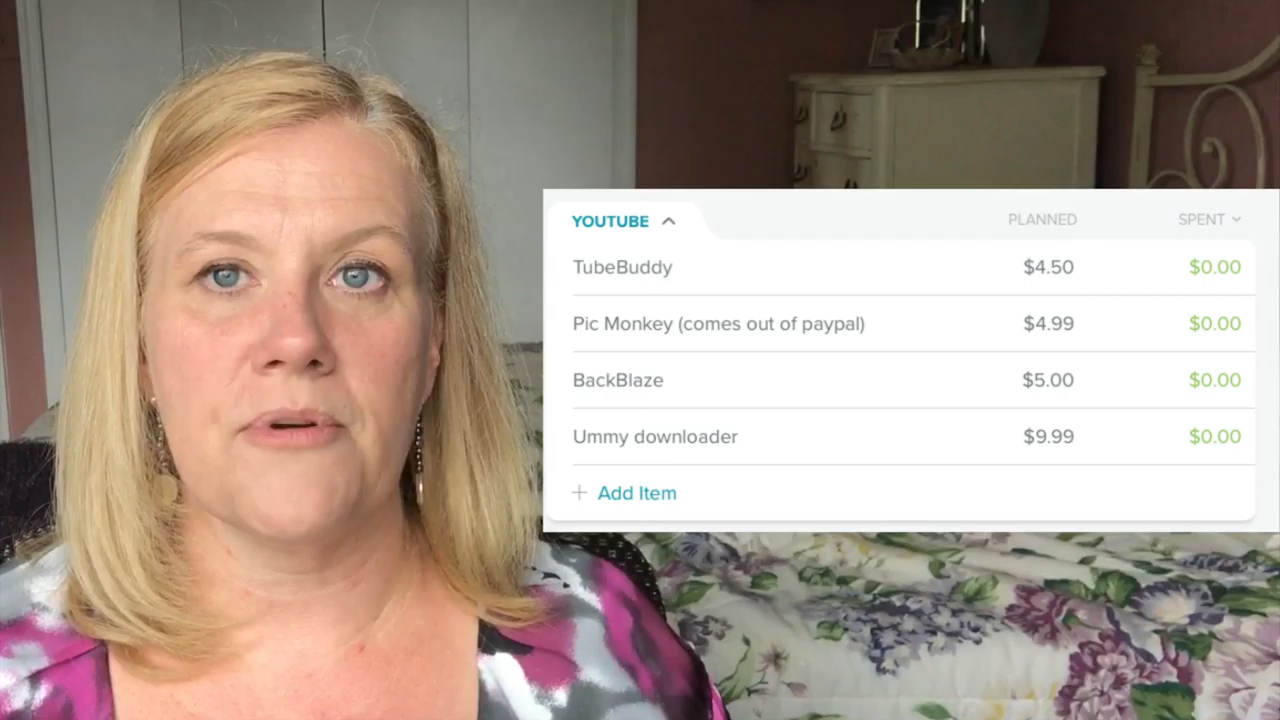 YOUTUBE PLANNED SPENT
TubeBuddy $4.50 $0.00
Pic Monkey (comes out of paypal) $4.99 $0.00
BackBlaze $5.00 $0.00
Ummy downloader $9.99 $0.00
+ Add Item